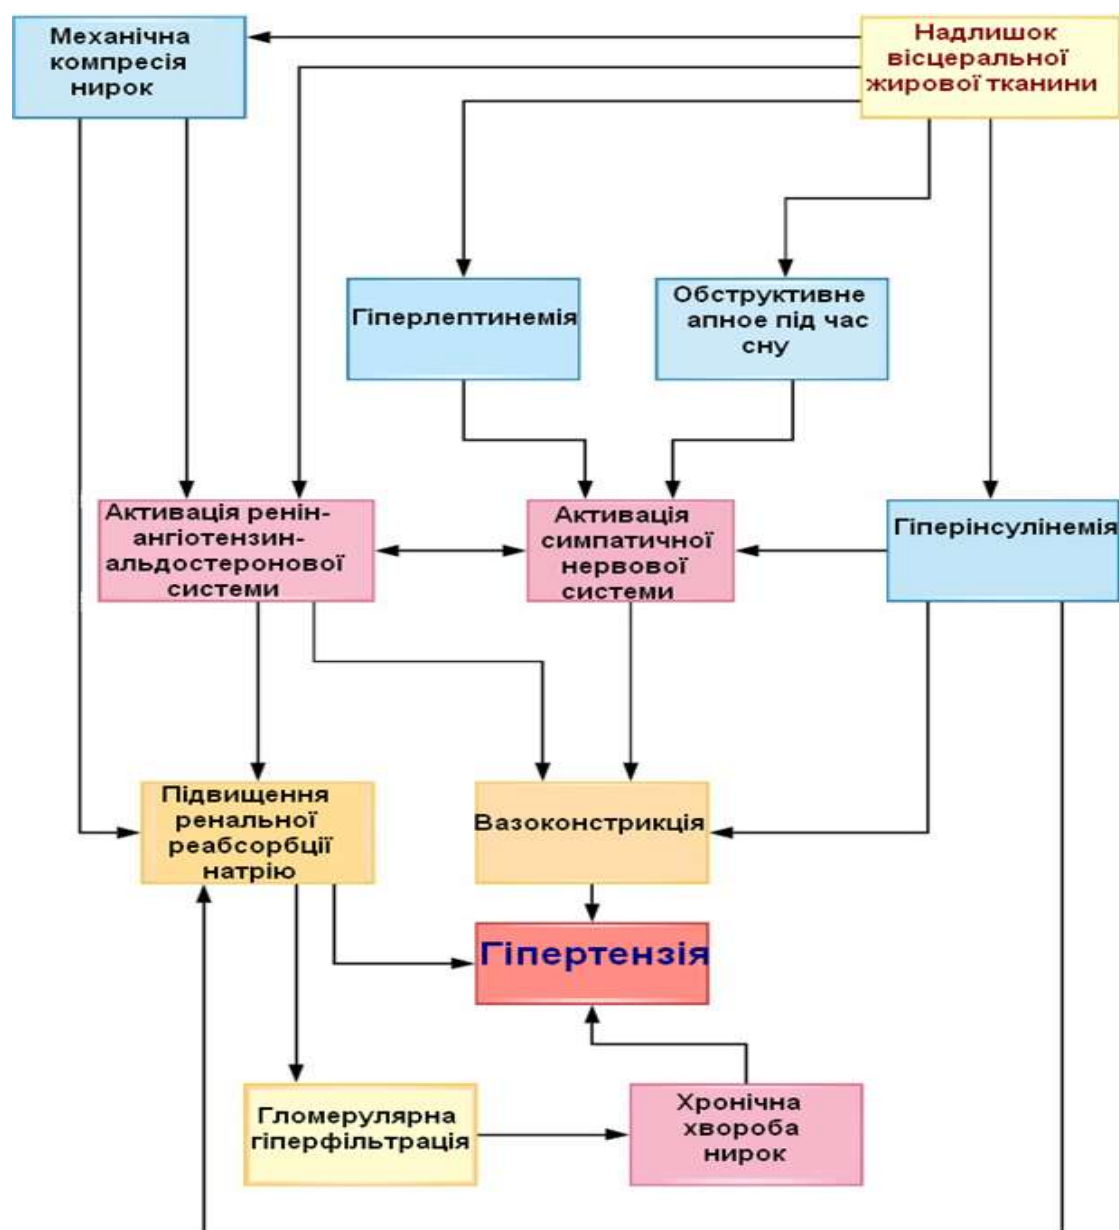 Механічна
компресія
нирок
Надлишок
вісцеральної
жирової тканини
Гіперлептинемія
Обструктивне
апное під час
сну
Активація ренін-
ангіотензин-
альдостеронової
системи
Активація
симпатичної
нервової
системи
Гіперінсулінемія
Підвищення
ренальної
реабсорбції
натрію
Вазоконстрикція
Гіпертензія
Гломерулярна
гіперфільтрація
Хронічна
хвороба
нирок